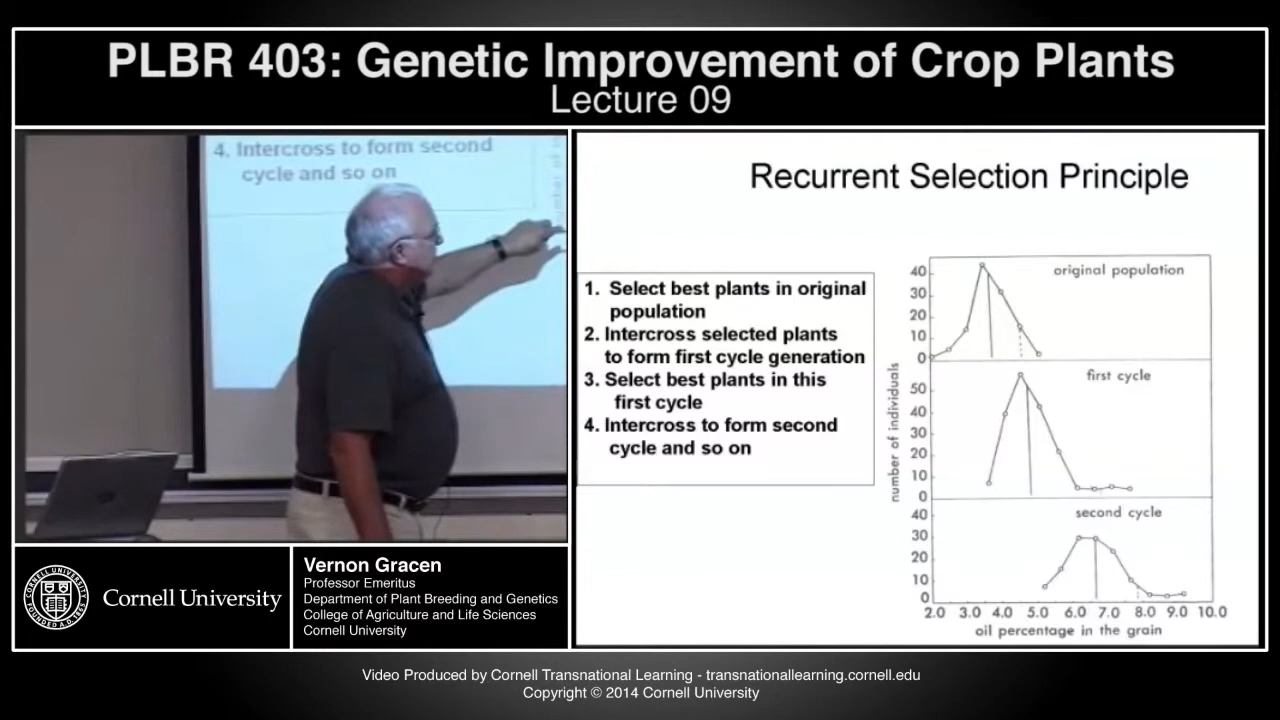 PLBR 403: Genetic Improvement of Crop Plants
Lecture 09
4. Intercross to form second
cycle and so on
Recurrent Selection Principle
1. Select best plants in original
population
2. Intercross selected plants
to form first cycle generation
3. Select best plants in this
first cycle
4. Intercross to form second
cycle and so on
number of individuals
original population
40
30
20
10
0
first cycle
50
40
30
20
10
0
second cycle
40
30
20
10
0
2.0 3.0 4.0 5.0 6.0 7.0 8.0 9.0 10.0
oil percentage in the grain
Cornell University
Vernon Gracen
Professor Emeritus
Department of Plant Breeding and Genetics
College of Agriculture and Life Sciences
Cornell University
Video Produced by Cornell Transnational Learning - transnationallearning.cornell.edu
Copyright © 2014 Cornell University